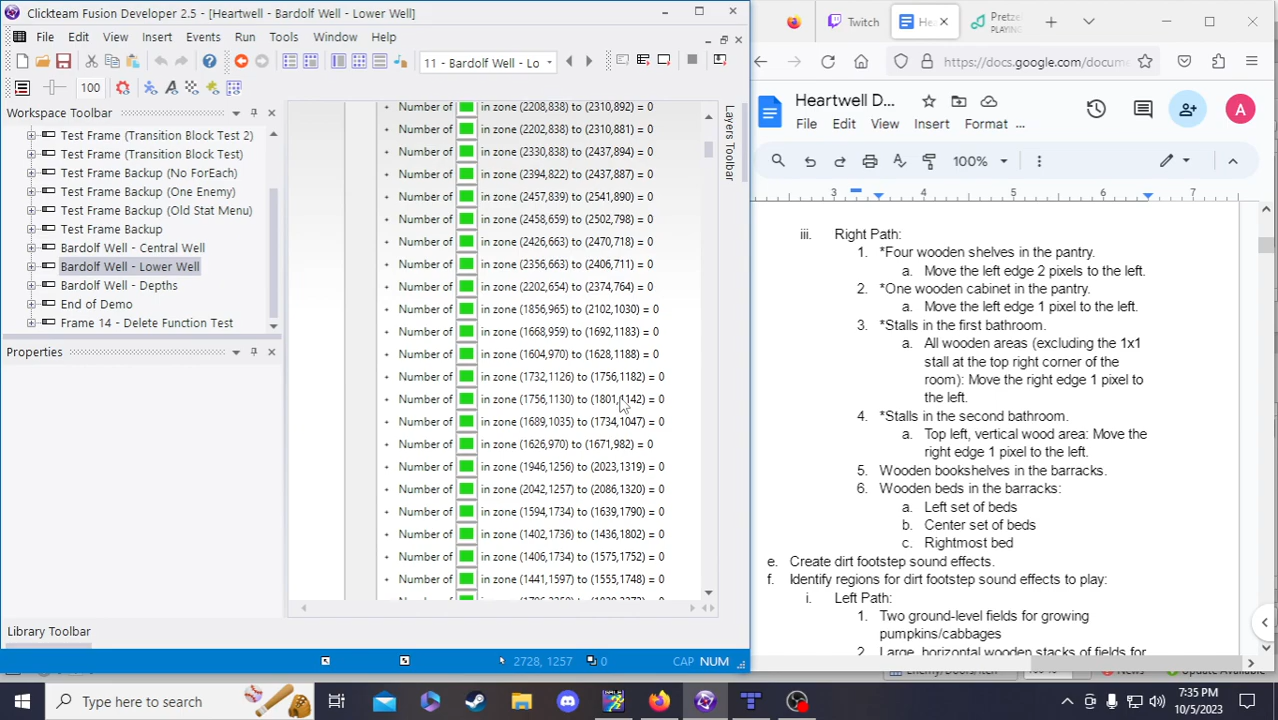 Clickteam Fusion Developer 2.5 - [Heartwell - Bardolf Well - Lower Well]
File Edit View Insert Events Run Tools Window Help
11 - Bardolf Well - Lo
100
Workspace Toolbar
Test Frame (Transition Block Test 2)
Test Frame (Transition Block Test)
Test Frame Backup (No ForEach)
Test Frame Backup (One Enemy)
Test Frame Backup (Old Stat Menu)
Test Frame Backup
Bardolf Well - Central Well
Bardolf Well - Lower Well
Bardolf Well - Depths
End of Demo
Frame 14 - Delete Function Test
Properties
Library Toolbar
Layers Toolbar
Number of in zone (2208,838) to (2310,892) = 0
Number of in zone (2202,838) to (2310,881) = 0
Number of in zone (2330,838) to (2437,894) = 0
Number of in zone (2394,822) to (2437,887) = 0
Number of in zone (2457,839) to (2541,890) = 0
Number of in zone (2458,659) to (2502,798) = 0
Number of in zone (2426,663) to (2470,718) = 0
Number of in zone (2356,663) to (2406,711) = 0
Number of in zone (2202,654) to (2374,764) = 0
Number of in zone (1856,965) to (2102,1030) = 0
Number of in zone (1668,959) to (1692,1183) = 0
Number of in zone (1604,970) to (1628,1188) = 0
Number of in zone (1732,1126) to (1756,1182) = 0
Number of in zone (1756,1130) to (1801,1142) = 0
Number of in zone (1689,1035) to (1734,1047) = 0
Number of in zone (1626,970) to (1671,982) = 0
Number of in zone (1946,1256) to (2023,1319) = 0
Number of in zone (2042,1257) to (2086,1320) = 0
Number of in zone (1594,1734) to (1639,1790) = 0
Number of in zone (1402,1736) to (1436,1802) = 0
Number of in zone (1406,1734) to (1575,1752) = 0
Number of in zone (1441,1597) to (1555,1748) = 0
2728, 1257 0 CAP NUM
Twitch
He
Pretzel
PLAYING
https://docs.google.com/docume
Heartwell D...
File Edit View Insert Format ...
A
100%
3 4 5 6 7
iii. Right Path:
1. *Four wooden shelves in the pantry.
a. Move the left edge 2 pixels to the left.
2. *One wooden cabinet in the pantry.
a. Move the left edge 1 pixel to the left.
3. *Stalls in the first bathroom.
a. All wooden areas (excluding the 1x1
stall at the top right corner of the
room): Move the right edge 1 pixel to
the left.
4. *Stalls in the second bathroom.
a. Top left, vertical wood area: Move the
right edge 1 pixel to the left.
5. Wooden bookshelves in the barracks.
6. Wooden beds in the barracks:
a. Left set of beds
b. Center set of beds
c. Rightmost bed
e. Create dirt footstep sound effects.
f. Identify regions for dirt footstep sound effects to play:
i. Left Path:
1. Two ground-level fields for growing
pumpkins/cabbages
2. Large, horizontal wooden stacks of fields for
Type here to search
7:35 PM
10/5/2023